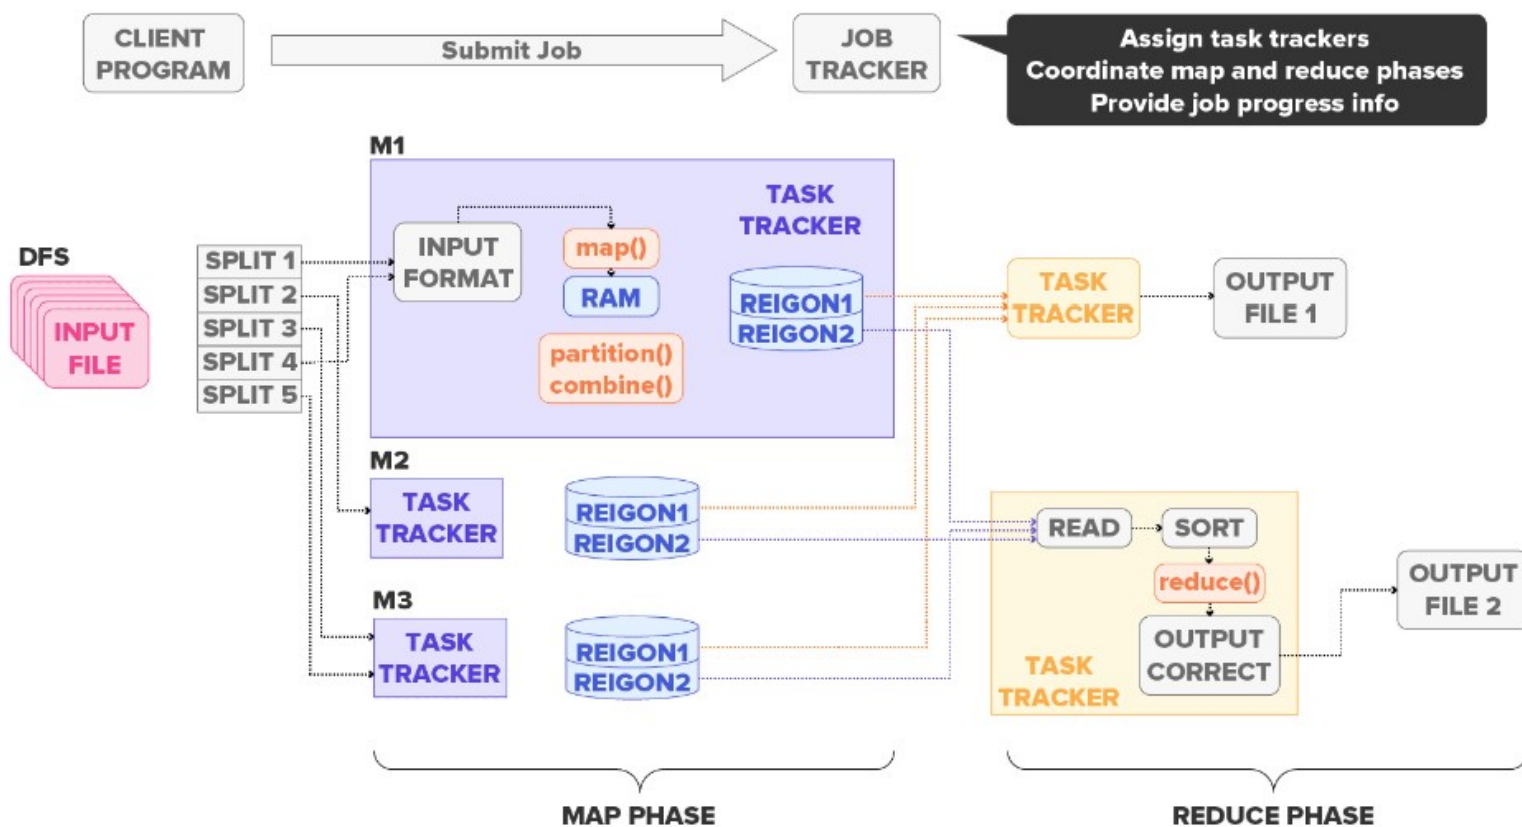 CLIENT
PROGRAM
Submit Job
JOB
TRACKER
Assign task trackers
Coordinate map and reduce phases
Provide job progress info
M1
TASK
TRACKER
INPUT
FORMAT
map()
RAM
partition()
combine()
REIGON1
REIGON2
DFS
INPUT
FILE
SPLIT 1
SPLIT 2
SPLIT 3
SPLIT 4
SPLIT 5
TASK
TRACKER
OUTPUT
FILE 1
M2
TASK
TRACKER
REIGON1
REIGON2
M3
TASK
TRACKER
REIGON1
REIGON2
READ
SORT
reduce()
OUTPUT
CORRECT
TASK
TRACKER
OUTPUT
FILE 2
MAP PHASE
REDUCE PHASE